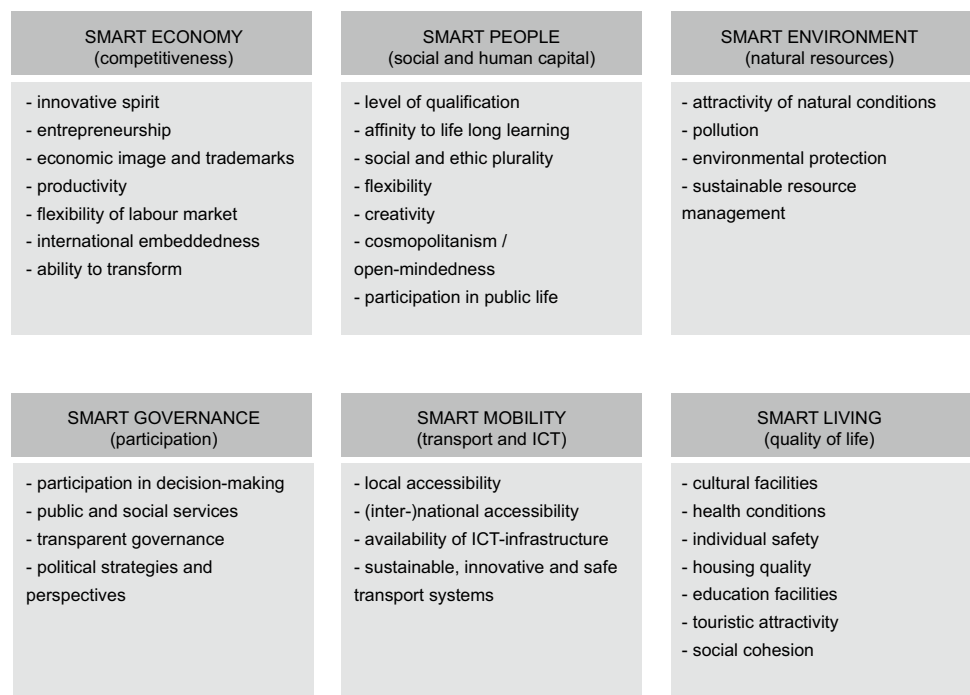 SMART ECONOMY
(competitiveness)
- innovative spirit
- entrepreneurship
- economic image and trademarks
- productivity
- flexibility of labour market
- international embeddedness
- ability to transform
SMART PEOPLE
(social and human capital)
- level of qualification
- affinity to life long learning
- social and ethic plurality
- flexibility
- creativity
- cosmopolitanism /
open-mindedness
- participation in public life
SMART ENVIRONMENT
(natural resources)
- attractivity of natural conditions
- pollution
- environmental protection
- sustainable resource
management
SMART GOVERNANCE
(participation)
- participation in decision-making
- public and social services
- transparent governance
- political strategies and
perspectives
SMART MOBILITY
(transport and ICT)
- local accessibility
- (inter-)national accessibility
- availability of ICT-infrastructure
- sustainable, innovative and safe
transport systems
SMART LIVING
(quality of life)
- cultural facilities
- health conditions
- individual safety
- housing quality
- education facilities
- touristic attractivity
- social cohesion